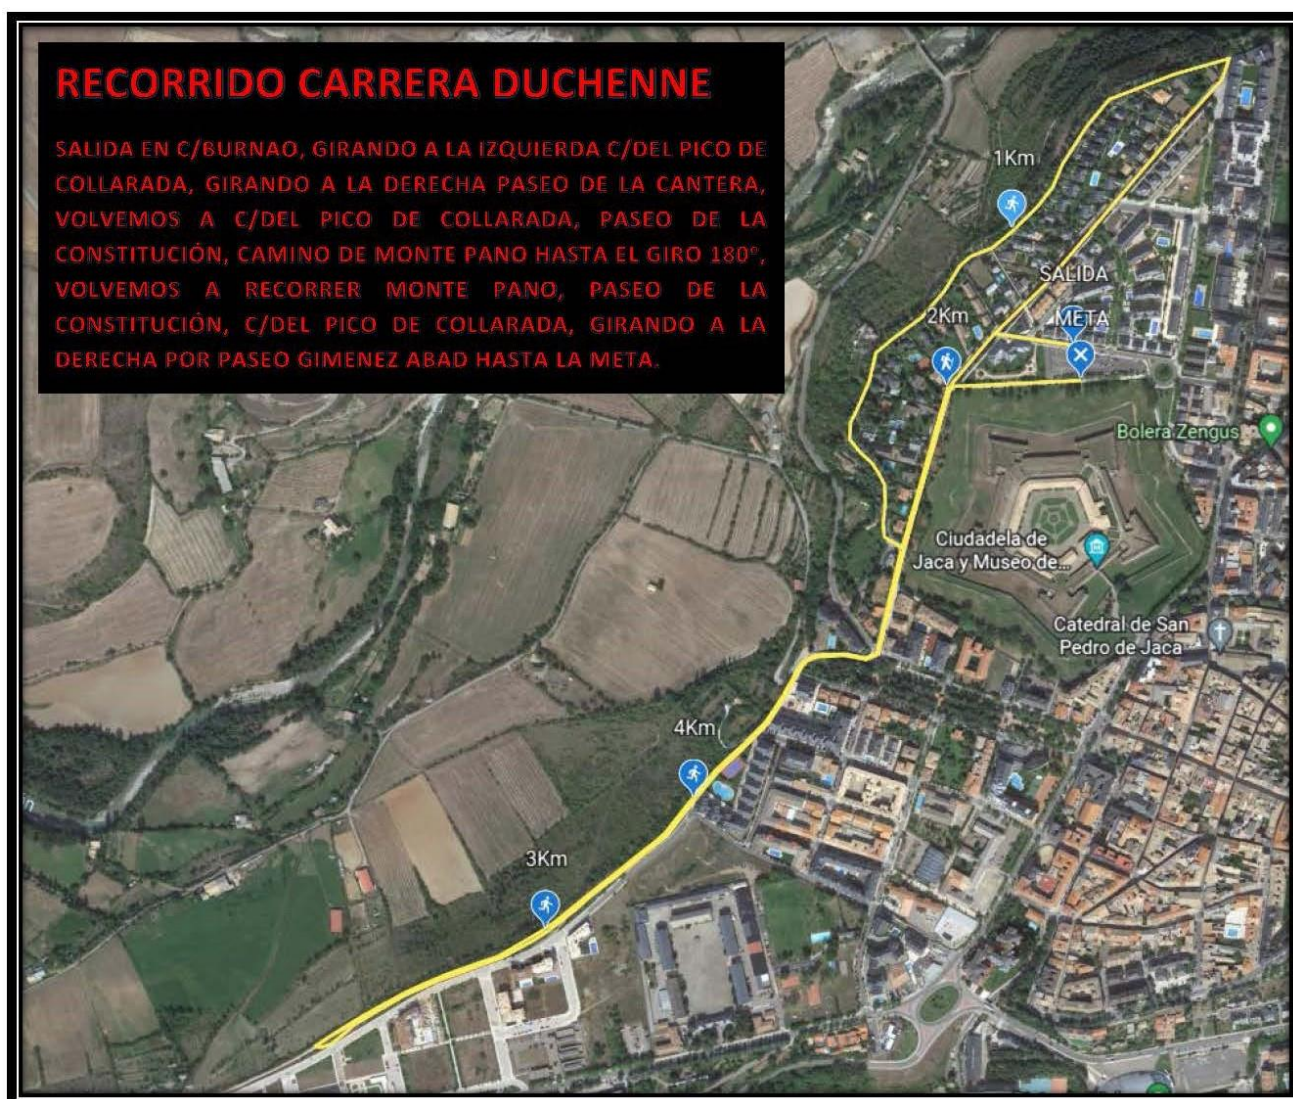 RECORRIDO CARRERA DUCHENNE
SALIDA EN C/BURNAO, GIRANDO A LA IZQUIERDA C/DEL PICO DE
COLLARADA, GIRANDO A LA DERECHA PASEO DE LA CANTERA,
VOLVEMOS A C/DEL PICO DE COLLARADA, PASEO DE LA
CONSTITUCIÓN, CAMINO DE MONTE PANO HASTA EL GIRO 180º,
VOLVEMOS A RECORRER MONTE PANO, PASEO DE LA
CONSTITUCIÓN, C/DEL PICO DE COLLARADA, GIRANDO A LA
DERECHA POR PASEO GIMENEZ ABAD HASTA LA META.
1Km
SALIDA
2Km
META
Bolera Zengus
Ciudadela de
Jaca y Museo de...
Catedral de San
Pedro de Jaca
4Km
3Km